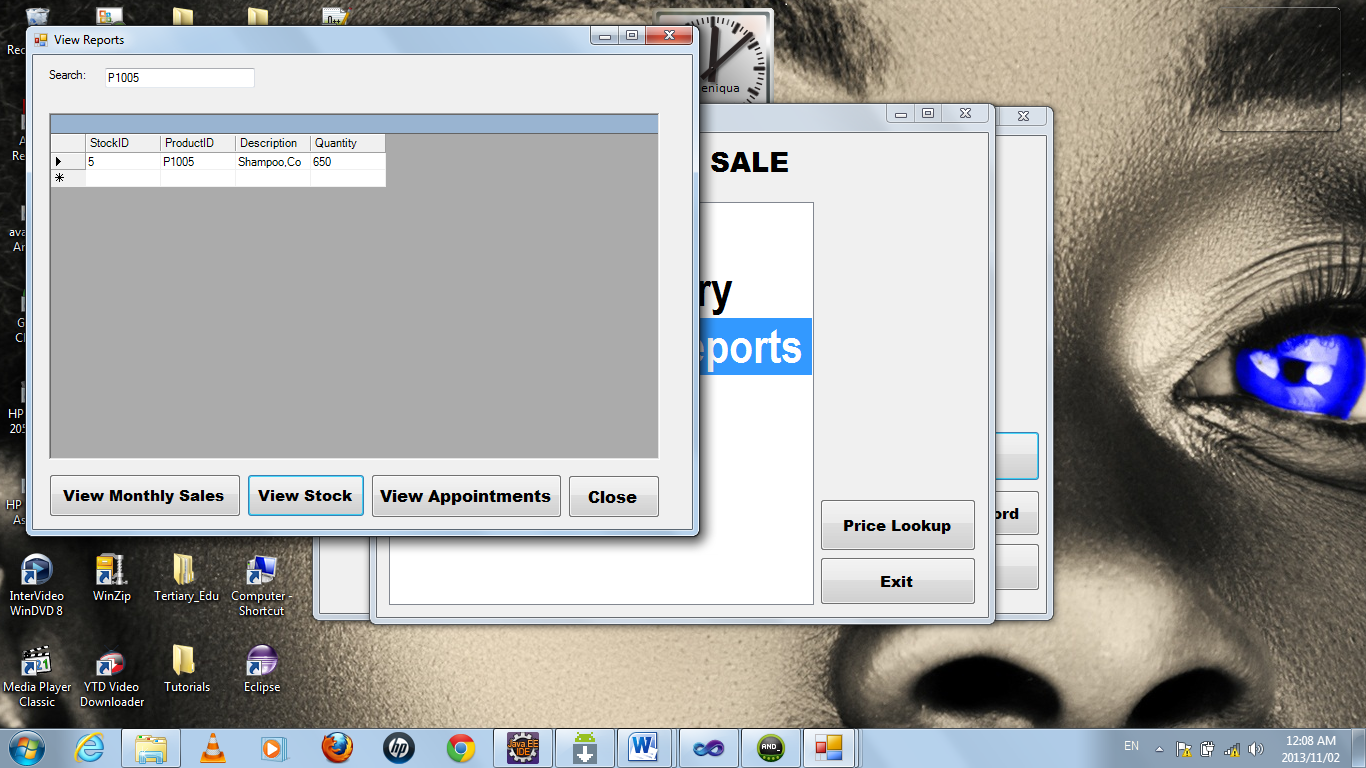 View Reports
Search: P1005
StockID ProductID Description Quantity
5 P1005 Shampoo,Co 650
View Monthly Sales View Stock View Appointments Close
eniqua
SALE
ry
eports
Price Lookup
Exit
ord
Rec
A
Re
ava
An
G
Cl
HP
205
HP
As
InterVideo
WinDVD 8
WinZip
Tertiary_Edu
Computer -
Shortcut
Media Player
Classic
YTD Video
Downloader
Tutorials
Eclipse
Java EE
IDE
AND_
EN
12:08 AM
2013/11/02